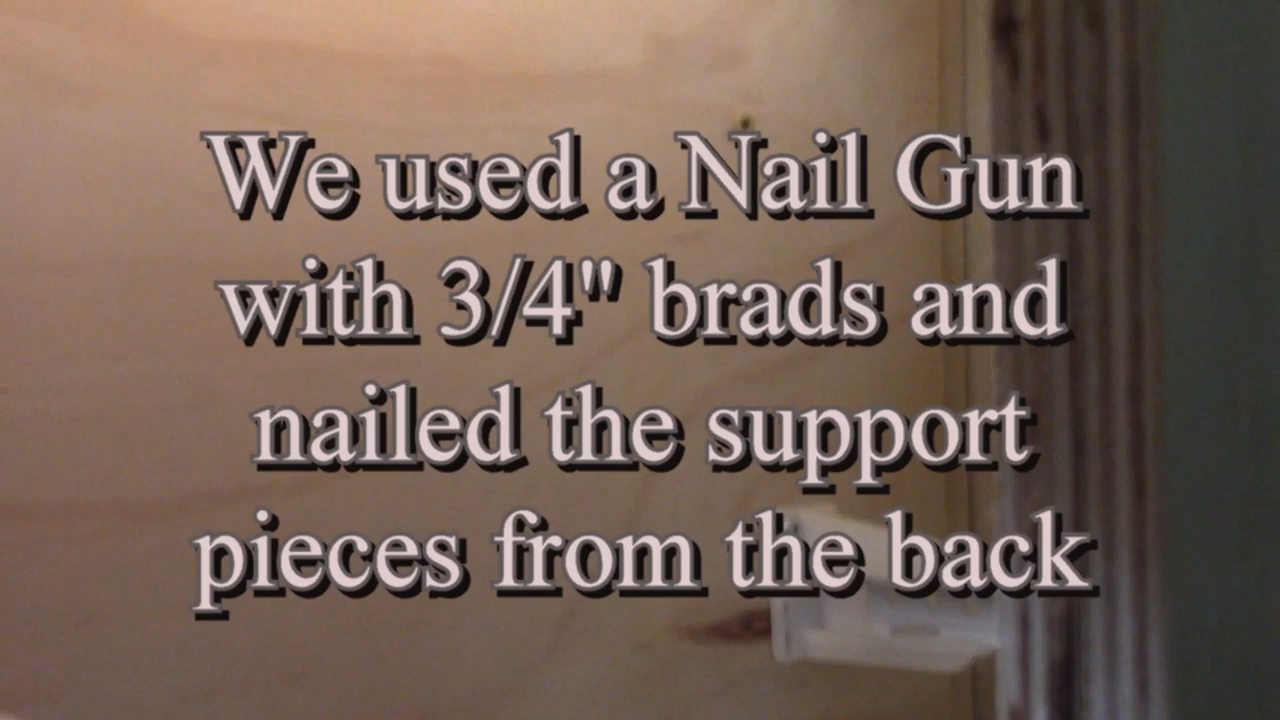 We used a Nail Gun
with 3/4" brads and
nailed the support
pieces from the back